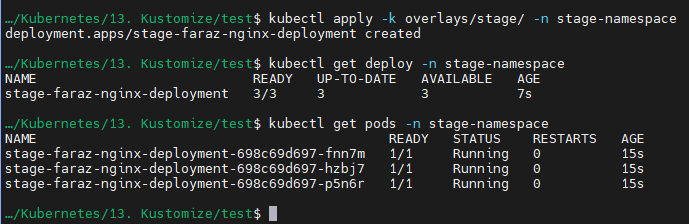 …/Kubernetes/13. Kustomize/test$ kubectl apply -k overlays/stage/ -n stage-namespace
deployment.apps/stage-faraz-nginx-deployment created
…/Kubernetes/13. Kustomize/test$ kubectl get deploy -n stage-namespace
NAME READY UP-TO-DATE AVAILABLE AGE
stage-faraz-nginx-deployment 3/3 3 3 7s
…/Kubernetes/13. Kustomize/test$ kubectl get pods -n stage-namespace
NAME READY STATUS RESTARTS AGE
stage-faraz-nginx-deployment-698c69d697-fnn7m 1/1 Running 0 15s
stage-faraz-nginx-deployment-698c69d697-hzbj7 1/1 Running 0 15s
stage-faraz-nginx-deployment-698c69d697-p5n6r 1/1 Running 0 15s
…/Kubernetes/13. Kustomize/test$